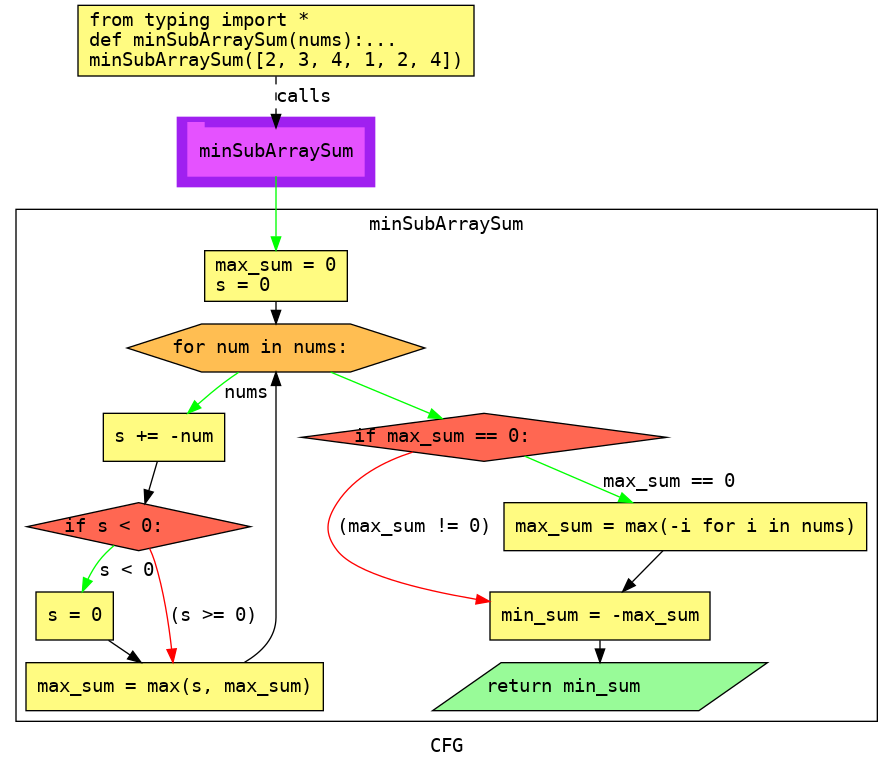 from typing import *
def minSubArraySum(nums):...
minSubArraySum([2, 3, 4, 1, 2, 4])
calls
minSubArraySum
minSubArraySum
max_sum = 0
s = 0
for num in nums:
nums
s += -num
if max_sum == 0:
max_sum == 0
(max_sum != 0)
if s < 0:
max_sum = max(-i for i in nums)
s < 0
s = 0
(s >= 0)
min_sum = -max_sum
max_sum = max(s, max_sum)
return min_sum
CFG